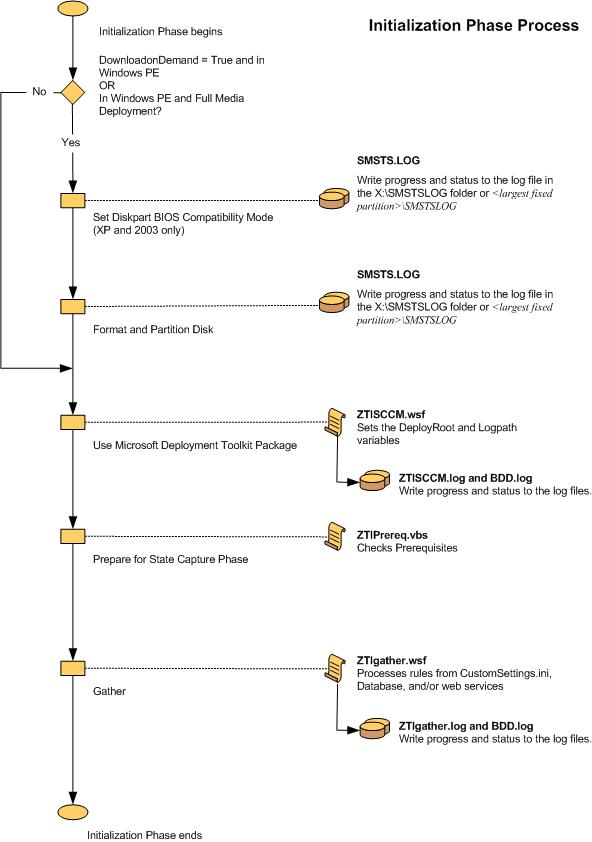 Initialization Phase Process
Initialization Phase begins
DownloadonDemand = True and in
Windows PE
OR
In Windows PE and Full Media
Deployment?
No
Yes
SMSTS.LOG
Write progress and status to the log file in
the X:\SMSTSLOG folder or <largest fixed
partition>\SMSTSLOG
Set Diskpart BIOS Compatibility Mode
(XP and 2003 only)
SMSTS.LOG
Write progress and status to the log file in
the X:\SMSTSLOG folder or <largest fixed
partition>\SMSTSLOG
Format and Partition Disk
ZTISCCM.wsf
Sets the DeployRoot and Logpath
variables
Use Microsoft Deployment Toolkit Package
ZTISCCM.log and BDD.log
Write progress and status to the log files.
ZTIPrereq.vbs
Checks Prerequisites
Prepare for State Capture Phase
ZTIgather.wsf
Processes rules from CustomSettings.ini,
Database, and/or web services
Gather
ZTIgather.log and BDD.log
Write progress and status to the log files.
Initialization Phase ends